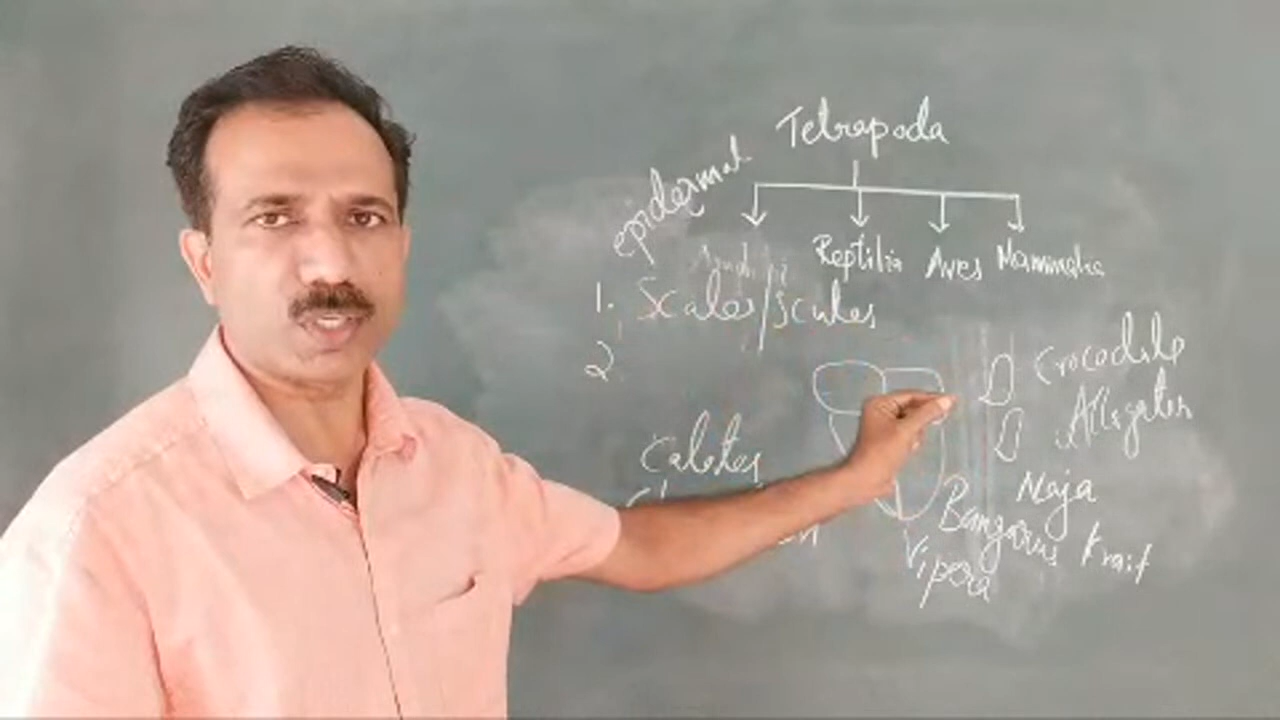 Tetrapoda
epidermal
Reptilia Aves Mammalia
1. Scales/Scutes
2
Crocodile
Alligator
Calotes
Naja
Bangarus Krait
Vipera